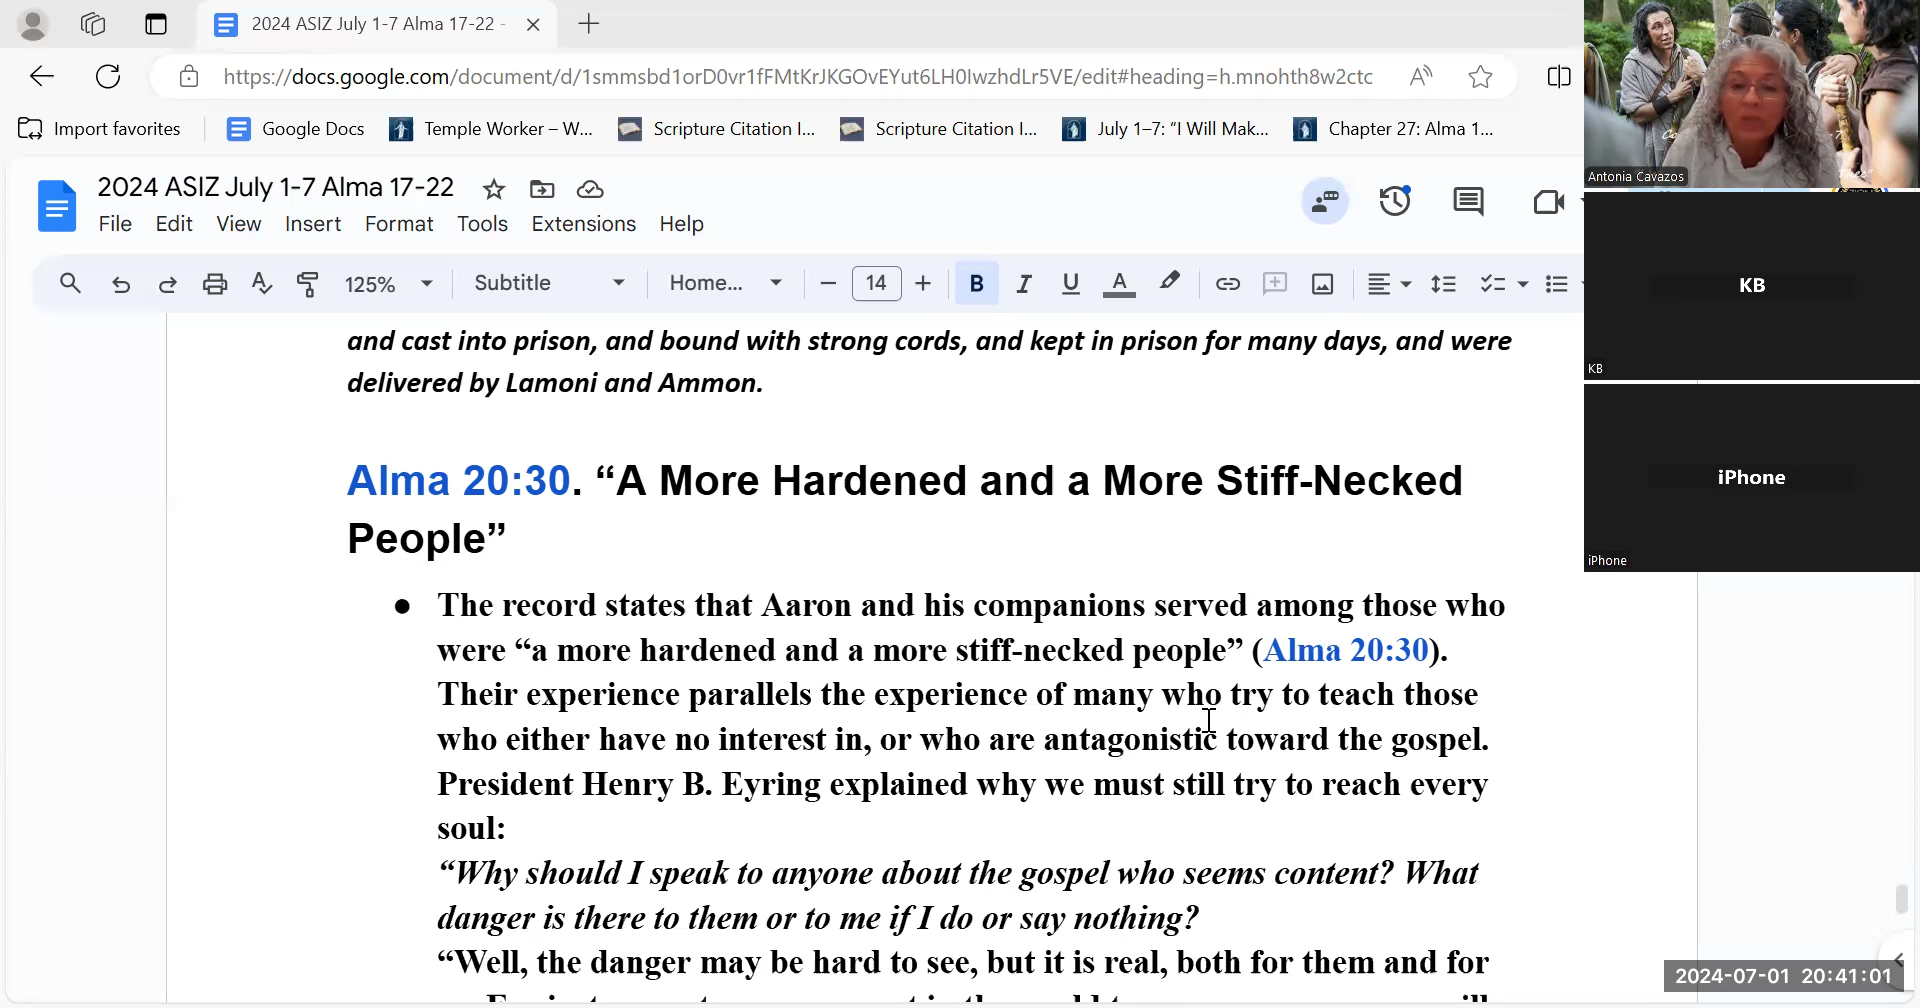 2024 ASIZ July 1-7 Alma 17-22 -
https://docs.google.com/document/d/1smmsbd1orD0vr1fFMtKrJKGOvEYut6LH0IwzhdLr5VE/edit#heading=h.mnohth8w2ctc
Import favorites
Google Docs
Temple Worker – W...
Scripture Citation I...
Scripture Citation I...
July 1–7: “I Will Mak...
Chapter 27: Alma 1...
2024 ASIZ July 1-7 Alma 17-22
File Edit View Insert Format Tools Extensions Help
125% Subtitle Home... 14 B I U A
and cast into prison, and bound with strong cords, and kept in prison for many days, and were
delivered by Lamoni and Ammon.
Alma 20:30. “A More Hardened and a More Stiff-Necked
People”
● The record states that Aaron and his companions served among those who
were “a more hardened and a more stiff-necked people” (Alma 20:30).
Their experience parallels the experience of many who try to teach those
who either have no interest in, or who are antagonistic toward the gospel.
President Henry B. Eyring explained why we must still try to reach every
soul:
“Why should I speak to anyone about the gospel who seems content? What
danger is there to them or to me if I do or say nothing?
“Well, the danger may be hard to see, but it is real, both for them and for
Antonia Cavazos
KB
KB
iPhone
iPhone
2024-07-01 20:41:01